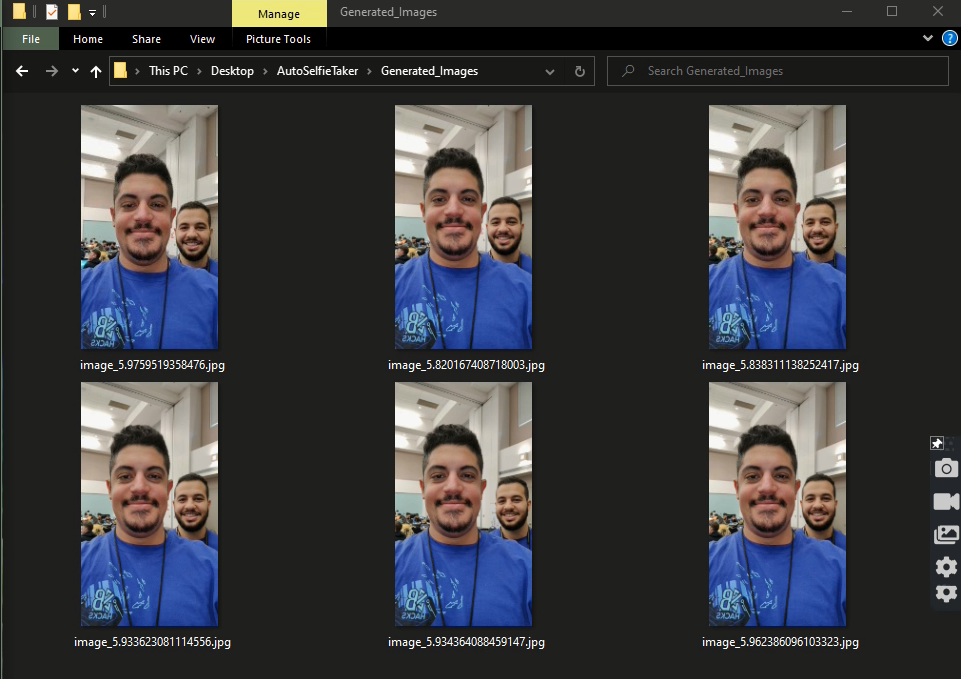 Manage
Generated_Images
File
Home
Share
View
Picture Tools
This PC > Desktop > AutoSelfieTaker > Generated_Images
Search Generated_Images
image_5.9759519358476.jpg
image_5.820167408718003.jpg
image_5.838311138252417.jpg
image_5.933623081114556.jpg
image_5.934364088459147.jpg
image_5.962386096103323.jpg